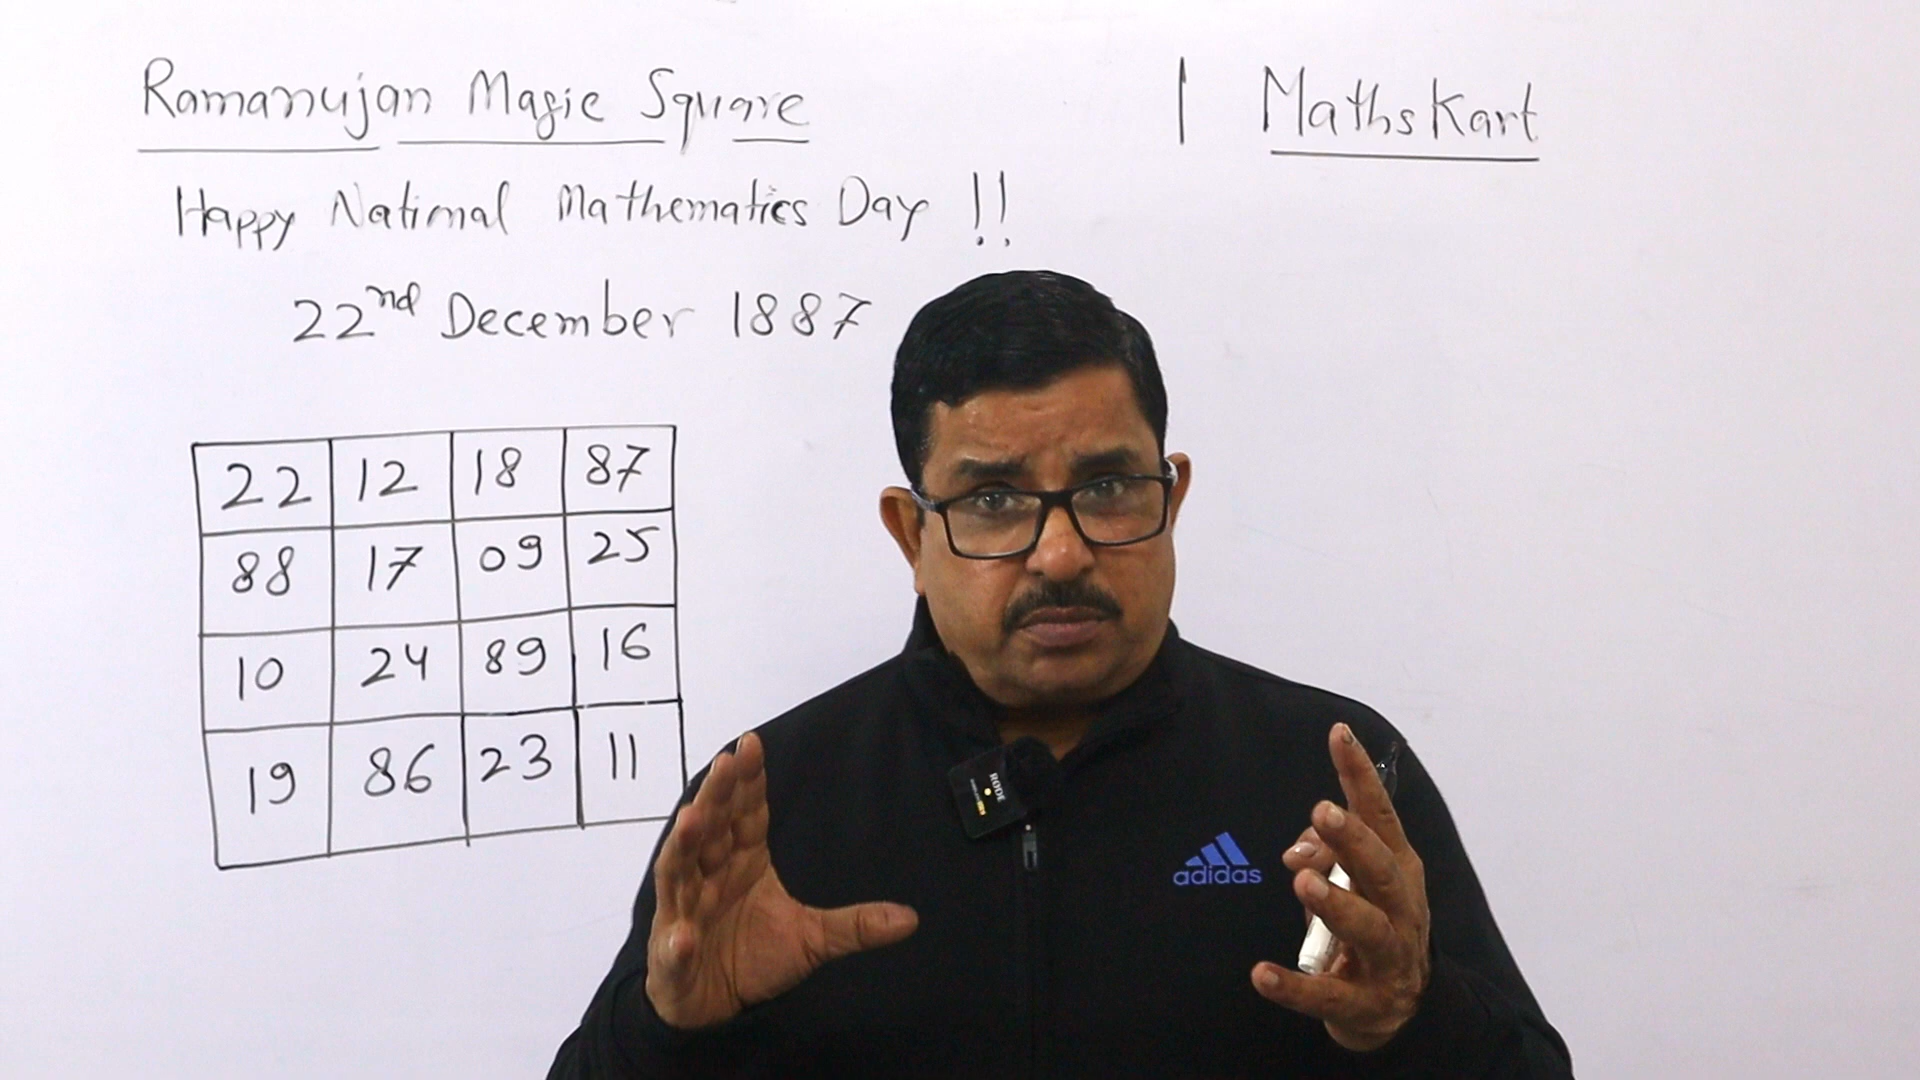 Ramanujan Magic Square
| MathsKart
Happy National Mathematics Day !!
22nd December 1887
22 12 18 87
88 17 09 25
10 24 89 16
19 86 23 11
RODE
adidas